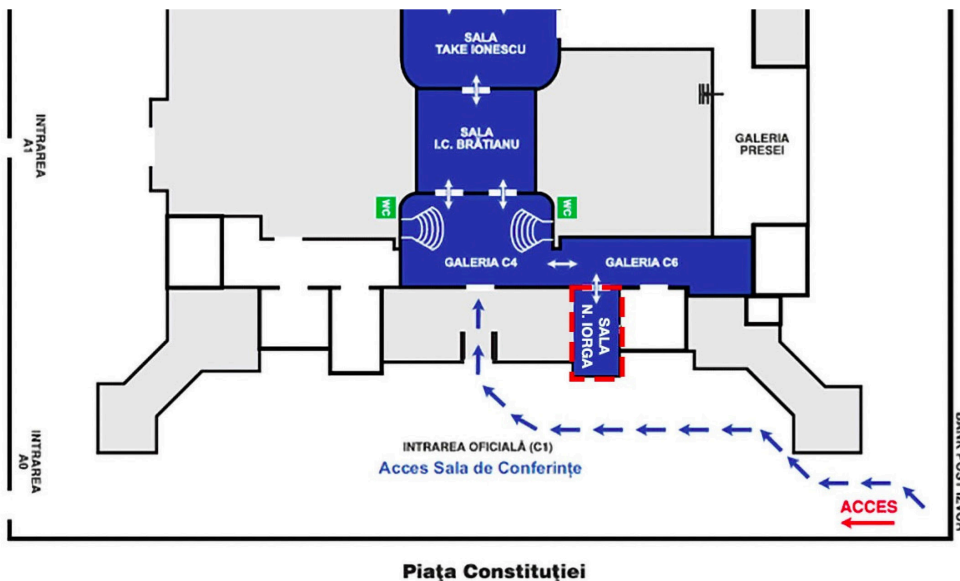 SALA
TAKE IONESCU
SALA
I.C. BRĂTIANU
INTRAREA
A1
GALERIA
PRESEI
WC
WC
GALERIA C4
GALERIA C6
SALA
N. IORGA
INTRAREA OFICIALĂ (C1)
Acces Sala de Conferințe
INTRAREA
A0
ACCES
Piața Constituției